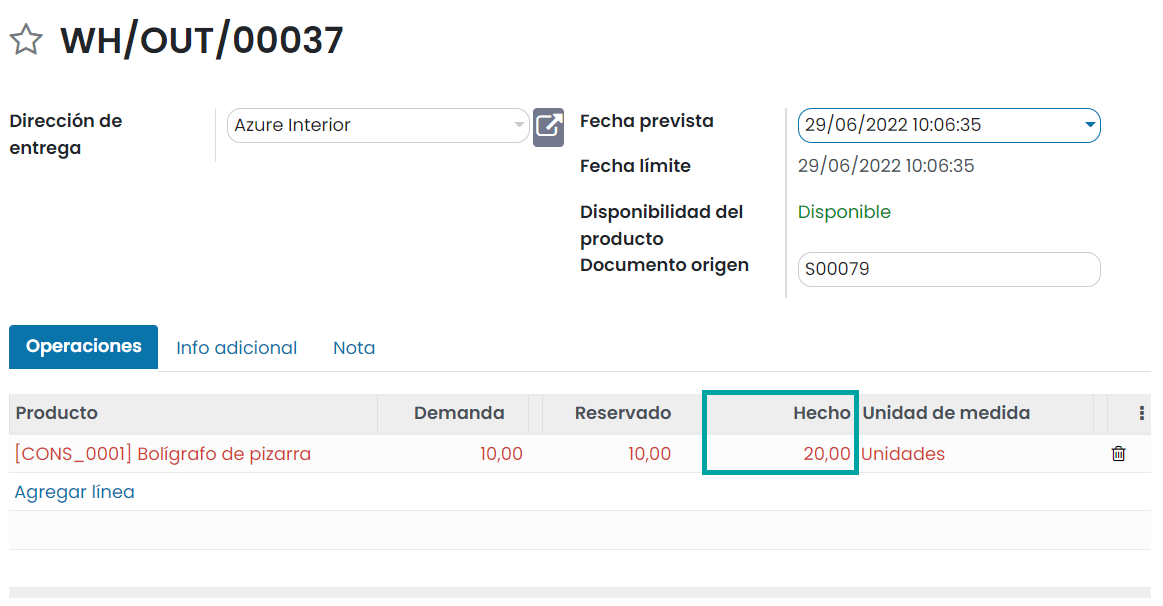 WH/OUT/00037
Dirección de entrega
Azure Interior
Fecha prevista
29/06/2022 10:06:35
Fecha límite
29/06/2022 10:06:35
Disponibilidad del producto
Disponible
Documento origen
S00079
Operaciones Info adicional Nota
Producto Demanda Reservado Hecho Unidad de medida
[CONS_0001] Bolígrafo de pizarra 10,00 10,00 20,00 Unidades
Agregar línea